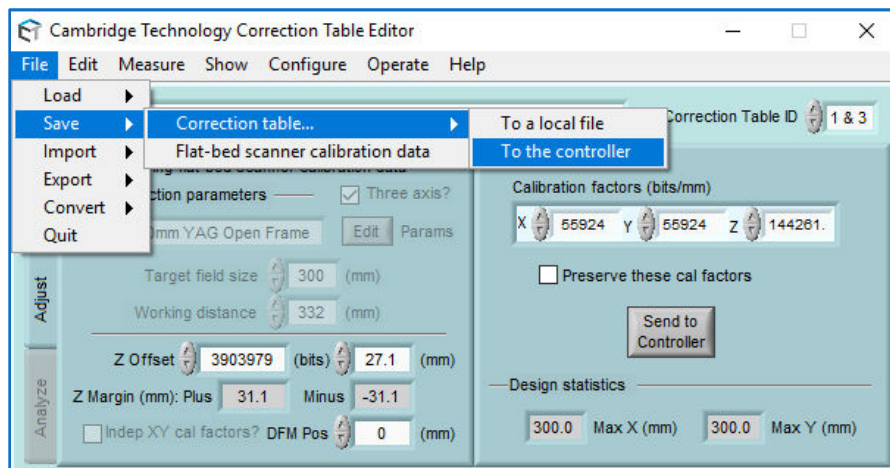 Cambridge Technology Correction Table Editor
File Edit Measure Show Configure Operate Help
Load
Save
Import
Export
Convert
Quit
Correction table...
Flat-bed scanner calibration data
To a local file
To the controller
Correction Table ID 1 & 3
parameters Three axis?
YAG Open Frame Edit Params
Target field size 300 (mm)
Working distance 332 (mm)
Adjust
Analyze
Z Offset 3903979 (bits) 27.1 (mm)
Z Margin (mm): Plus 31.1 Minus -31.1
Indep XY cal factors? DFM Pos 0 (mm)
Calibration factors (bits/mm)
X 55924 Y 55924 Z 144261.
Preserve these cal factors
Send to
Controller
Design statistics
300.0 Max X (mm) 300.0 Max Y (mm)